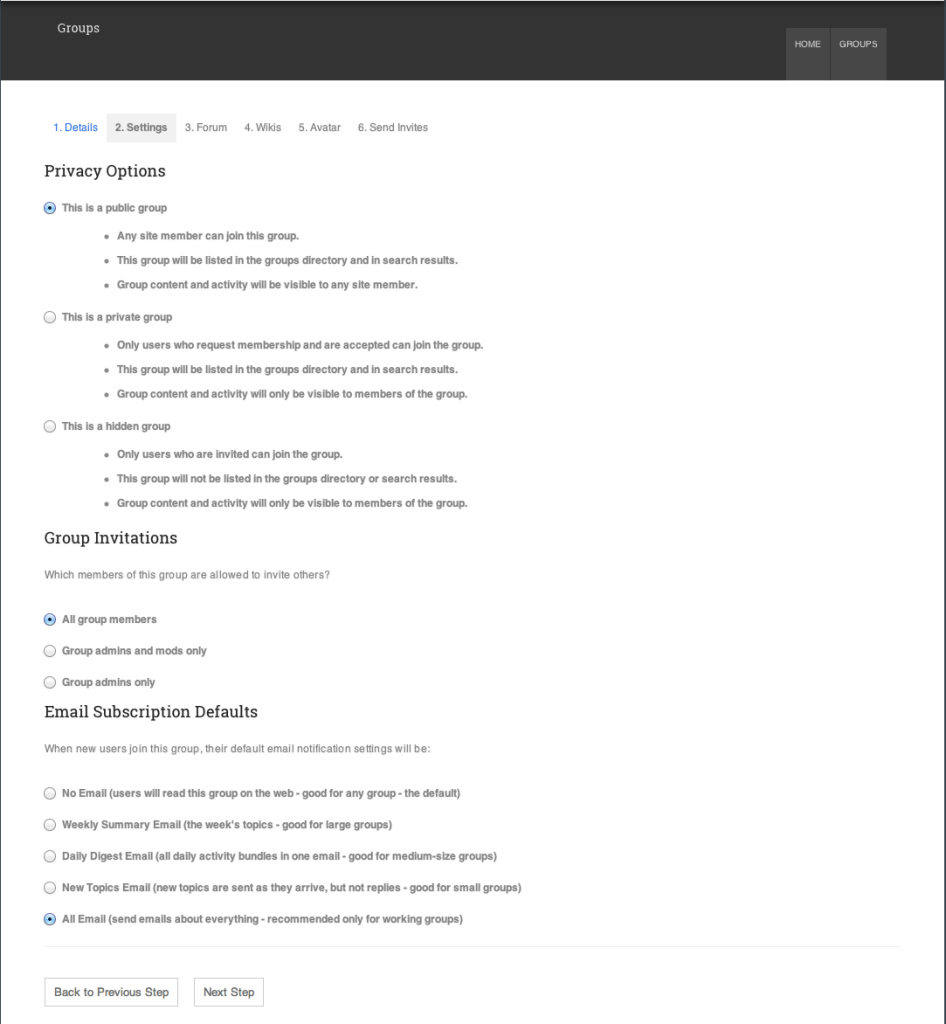 Groups
HOME GROUPS
1. Details 2. Settings 3. Forum 4. Wikis 5. Avatar 6. Send Invites
Privacy Options
This is a public group
• Any site member can join this group.
• This group will be listed in the groups directory and in search results.
• Group content and activity will be visible to any site member.
This is a private group
• Only users who request membership and are accepted can join the group.
• This group will be listed in the groups directory and in search results.
• Group content and activity will only be visible to members of the group.
This is a hidden group
• Only users who are invited can join the group.
• This group will not be listed in the groups directory or search results.
• Group content and activity will only be visible to members of the group.
Group Invitations
Which members of this group are allowed to invite others?
All group members
Group admins and mods only
Group admins only
Email Subscription Defaults
When new users join this group, their default email notification settings will be:
No Email (users will read this group on the web - good for any group - the default)
Weekly Summary Email (the week's topics - good for large groups)
Daily Digest Email (all daily activity bundles in one email - good for medium-size groups)
New Topics Email (new topics are sent as they arrive, but not replies - good for small groups)
All Email (send emails about everything - recommended only for working groups)
Back to Previous Step Next Step